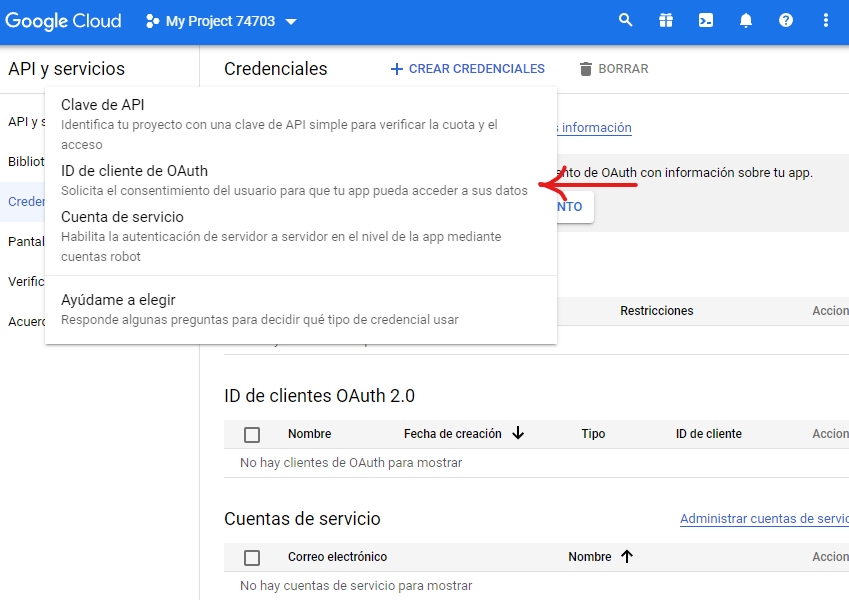 Google Cloud My Project 74703
API y servicios
Credenciales
+ CREAR CREDENCIALES
BORRAR
Clave de API
Identifica tu proyecto con una clave de API simple para verificar la cuota y el
acceso
ID de cliente de OAuth
Solicita el consentimiento del usuario para que tu app pueda acceder a sus datos
Cuenta de servicio
Habilita la autenticación de servidor a servidor en el nivel de la app mediante
cuentas robot
Ayúdame a elegir
Responde algunas preguntas para decidir qué tipo de credencial usar
API y s
Bibliot
Creder
Pantal
Verific
Acuerd
s información
ento de OAuth con información sobre tu app.
NTO
Restricciones Accion
ID de clientes OAuth 2.0
Nombre Fecha de creación Tipo ID de cliente Accion
No hay clientes de OAuth para mostrar
Cuentas de servicio Administrar cuentas de servic
Correo electrónico Nombre Accion
No hay cuentas de servicio para mostrar